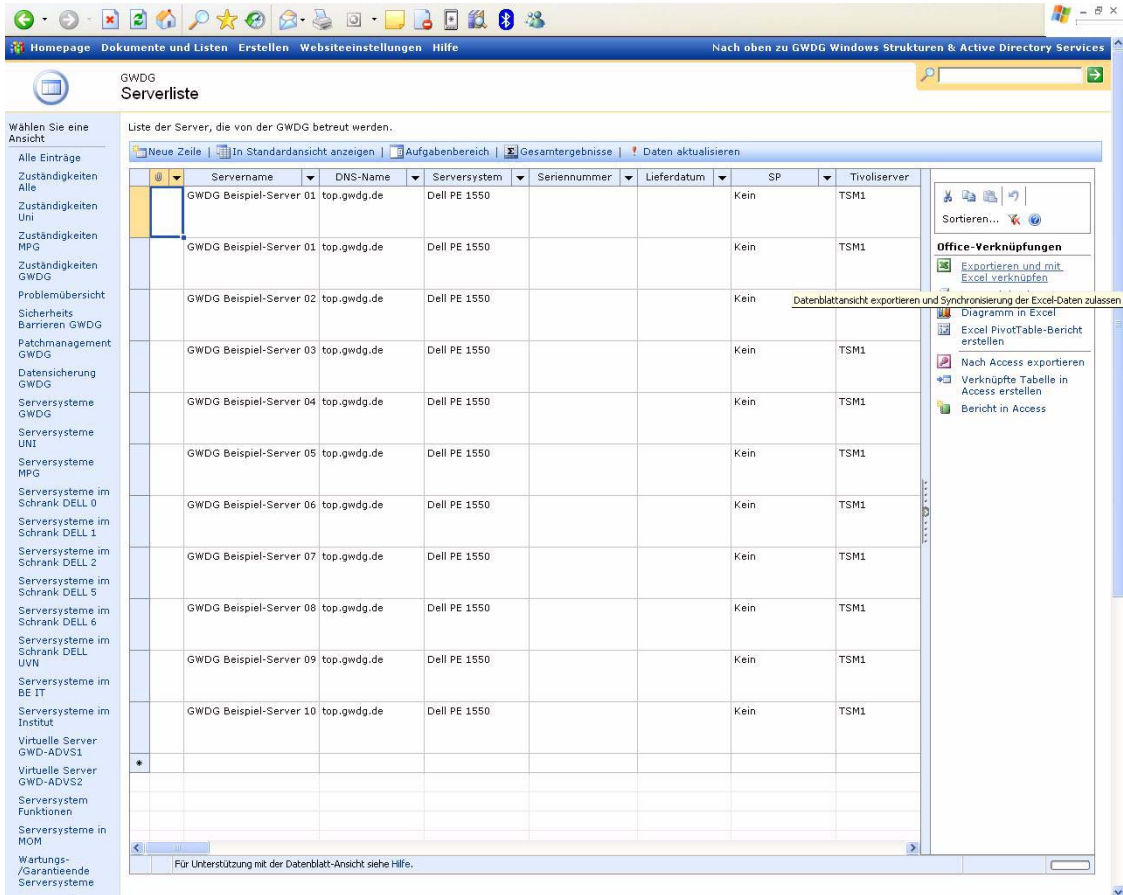 Homepage Dokumente und Listen Erstellen Websiteeinstellungen Hilfe Nach oben zu GWDG Windows Strukturen & Active Directory Services
GWDG
Serverliste
Wählen Sie eine
Ansicht
Alle Einträge
Zuständigkeiten
Alle
Zuständigkeiten
Uni
Zuständigkeiten
MPG
Zuständigkeiten
GWDG
Problemübersicht
Sicherheits
Barrieren GWDG
Patchmanagement
GWDG
Datensicherung
GWDG
Serversysteme
GWDG
Serversysteme
UNI
Serversysteme
MPG
Serversysteme im
Schrank DELL 0
Serversysteme im
Schrank DELL 1
Serversysteme im
Schrank DELL 2
Serversysteme im
Schrank DELL 5
Serversysteme im
Schrank DELL 6
Serversysteme im
Schrank DELL
UVN
Serversysteme im
BE IT
Serversysteme im
Institut
Virtuelle Server
GWD-ADVS1
Virtuelle Server
GWD-ADVS2
Serversystem
Funktionen
Serversysteme in
MOM
Wartungs-
/Garantieende
Serversysteme
Liste der Server, die von der GWDG betreut werden.
Neue Zeile | In Standardansicht anzeigen | Aufgabenbereich | Gesamtergebnisse | Daten aktualisieren
Servername DNS-Name Serversystem Seriennummer Lieferdatum SP Tivoliserver
GWDG Beispiel-Server 01 top.gwdg.de Dell PE 1550 Kein TSM1
GWDG Beispiel-Server 01 top.gwdg.de Dell PE 1550 Kein TSM1
GWDG Beispiel-Server 02 top.gwdg.de Dell PE 1550 Kein
GWDG Beispiel-Server 03 top.gwdg.de Dell PE 1550 Kein TSM1
GWDG Beispiel-Server 04 top.gwdg.de Dell PE 1550 Kein TSM1
GWDG Beispiel-Server 05 top.gwdg.de Dell PE 1550 Kein TSM1
GWDG Beispiel-Server 06 top.gwdg.de Dell PE 1550 Kein TSM1
GWDG Beispiel-Server 07 top.gwdg.de Dell PE 1550 Kein TSM1
GWDG Beispiel-Server 08 top.gwdg.de Dell PE 1550 Kein TSM1
GWDG Beispiel-Server 09 top.gwdg.de Dell PE 1550 Kein TSM1
GWDG Beispiel-Server 10 top.gwdg.de Dell PE 1550 Kein TSM1
*
Für Unterstützung mit der Datenblatt-Ansicht siehe Hilfe.
Sortieren...
Office-Verknüpfungen
Exportieren und mit
Excel verknüpfen
Datenblattansicht exportieren und Synchronisierung der Excel-Daten zulassen
Diagramm in Excel
Excel PivotTable-Bericht
erstellen
Nach Access exportieren
Verknüpfte Tabelle in
Access erstellen
Bericht in Access